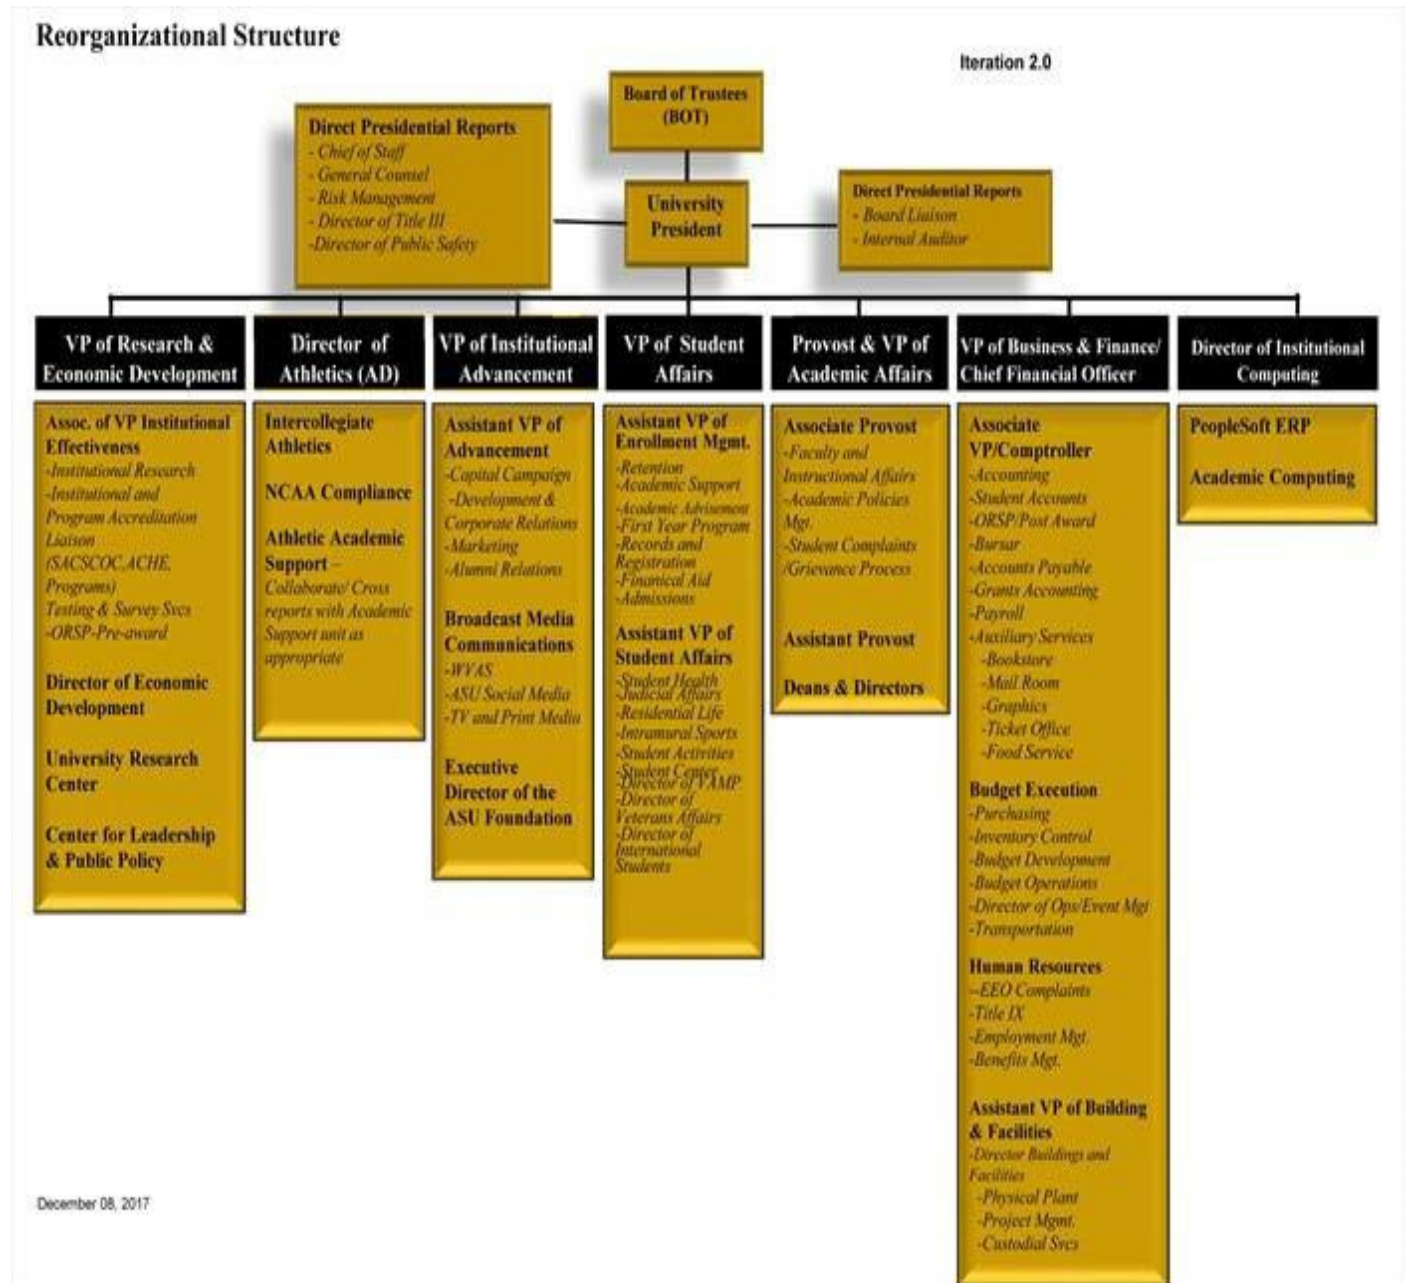 Reorganizational Structure
Iteration 2.0
Board of Trustees
(BOT)
Direct Presidential Reports
- Chief of Staff
- General Counsel
- Risk Management
- Director of Title III
-Director of Public Safety
University
President
Direct Presidential Reports
- Board Liaison
- Internal Auditor
VP of Research &
Economic Development
Assoc. of VP Institutional
Effectiveness
-Institutional Research
-Institutional and
Program Accreditation
Liaison
(SACSCOC,ACHE,
Programs)
Testing & Survey Svcs
-ORSP-Pre-award
Director of Economic
Development
University Research
Center
Center for Leadership
& Public Policy
Director of
Athletics (AD)
Intercollegiate
Athletics
NCAA Compliance
Athletic Academic
Support –
Collaborate/ Cross
reports with Academic
Support unit as
appropriate
VP of Institutional
Advancement
Assistant VP of
Advancement
-Capital Campaign
-Development &
Corporate Relations
-Marketing
-Alumni Relations
Broadcast Media
Communications
-WVAS
-ASU Social Media
-TV and Print Media
Executive
Director of the
ASU Foundation
VP of Student
Affairs
Assistant VP of
Enrollment Mgmt.
-Retention
-Academic Support
-Academic Advisement
-First Year Program
-Records and
Registration
-Finanical Aid
-Admissions
Assistant VP of
Student Affairs
-Student Health
-Judicial Affairs
-Residential Life
-Intramural Sports
-Student Activities
-Student Center
-Director of VAMP
-Director of
Veterans Affairs
-Director of
International
Students
Provost & VP of
Academic Affairs
Associate Provost
-Faculty and
Instructional Affairs
-Academic Policies
Mgt.
-Student Complaints
/Grievance Process
Assistant Provost
Deans & Directors
VP of Business & Finance/
Chief Financial Officer
Associate
VP/Comptroller
-Accounting
-Student Accounts
-ORSP/Post Award
-Bursar
-Accounts Payable
-Grants Accounting
-Payroll
-Auxiliary Services
-Bookstore
-Mail Room
-Graphics
-Ticket Office
-Food Service
Budget Execution
-Purchasing
-Inventory Control
-Budget Development
-Budget Operations
-Director of Ops/Event Mgt
-Transportation
Human Resources
--EEO Complaints
-Title IX
-Employment Mgt.
-Benefits Mgt.
Assistant VP of Building
& Facilities
-Director Buildings and
Facilities
-Physical Plant
-Project Mgmt.
-Custodial Svcs
Director of Institutional
Computing
PeopleSoft ERP
Academic Computing
December 08, 2017